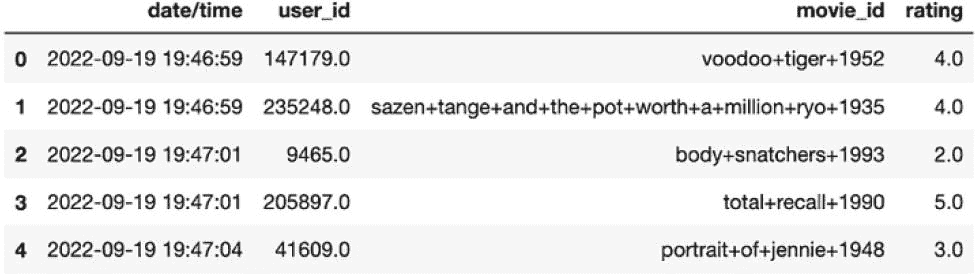 date/time user_id movie_id rating
0 2022-09-19 19:46:59 147179.0 voodoo+tiger+1952 4.0
1 2022-09-19 19:46:59 235248.0 sazen+tange+and+the+pot+worth+a+million+ryo+1935 4.0
2 2022-09-19 19:47:01 9465.0 body+snatchers+1993 2.0
3 2022-09-19 19:47:01 205897.0 total+recall+1990 5.0
4 2022-09-19 19:47:04 41609.0 portrait+of+jennie+1948 3.0